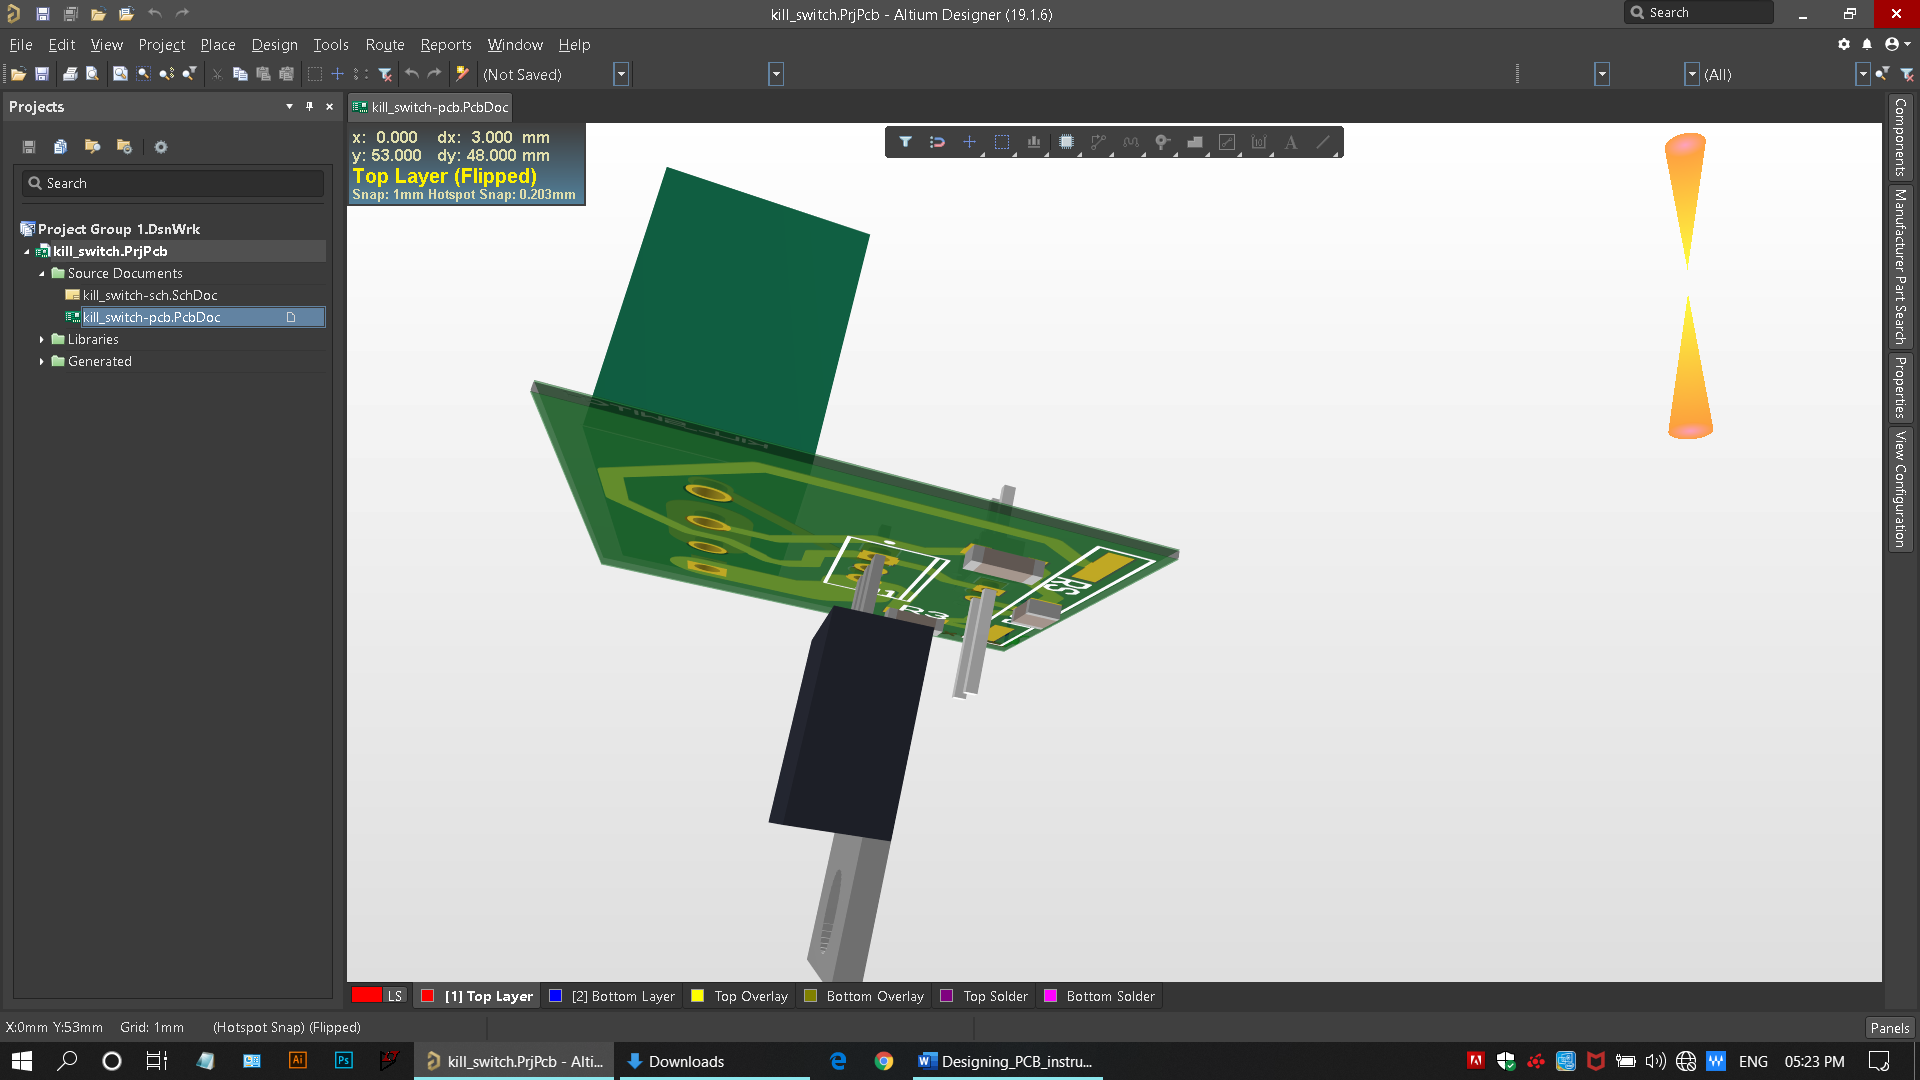 kill_switch.PrjPcb - Altium Designer (19.1.6)
Search
File Edit View Project Place Design Tools Route Reports Window Help
(Not Saved)
(All)
Projects
kill_switch-pcb.PcbDoc
x: 0.000 dx: 3.000 mm
y: 53.000 dy: 48.000 mm
Top Layer (Flipped)
Snap: 1mm Hotspot Snap: 0.203mm
Search
Project Group 1.DsnWrk
kill_switch.PrjPcb
Source Documents
kill_switch-sch.SchDoc
kill_switch-pcb.PcbDoc
Libraries
Generated
Components
Manufacturer Part Search
Properties
View Configuration
RS
R3
LS [1] Top Layer [2] Bottom Layer Top Overlay Bottom Overlay Top Solder Bottom Solder
X:0mm Y:53mm Grid: 1mm (Hotspot Snap) (Flipped)
Panels
kill_switch.PrjPcb - Alti...
Downloads
Designing_PCB_instru...
ENG
05:23 PM